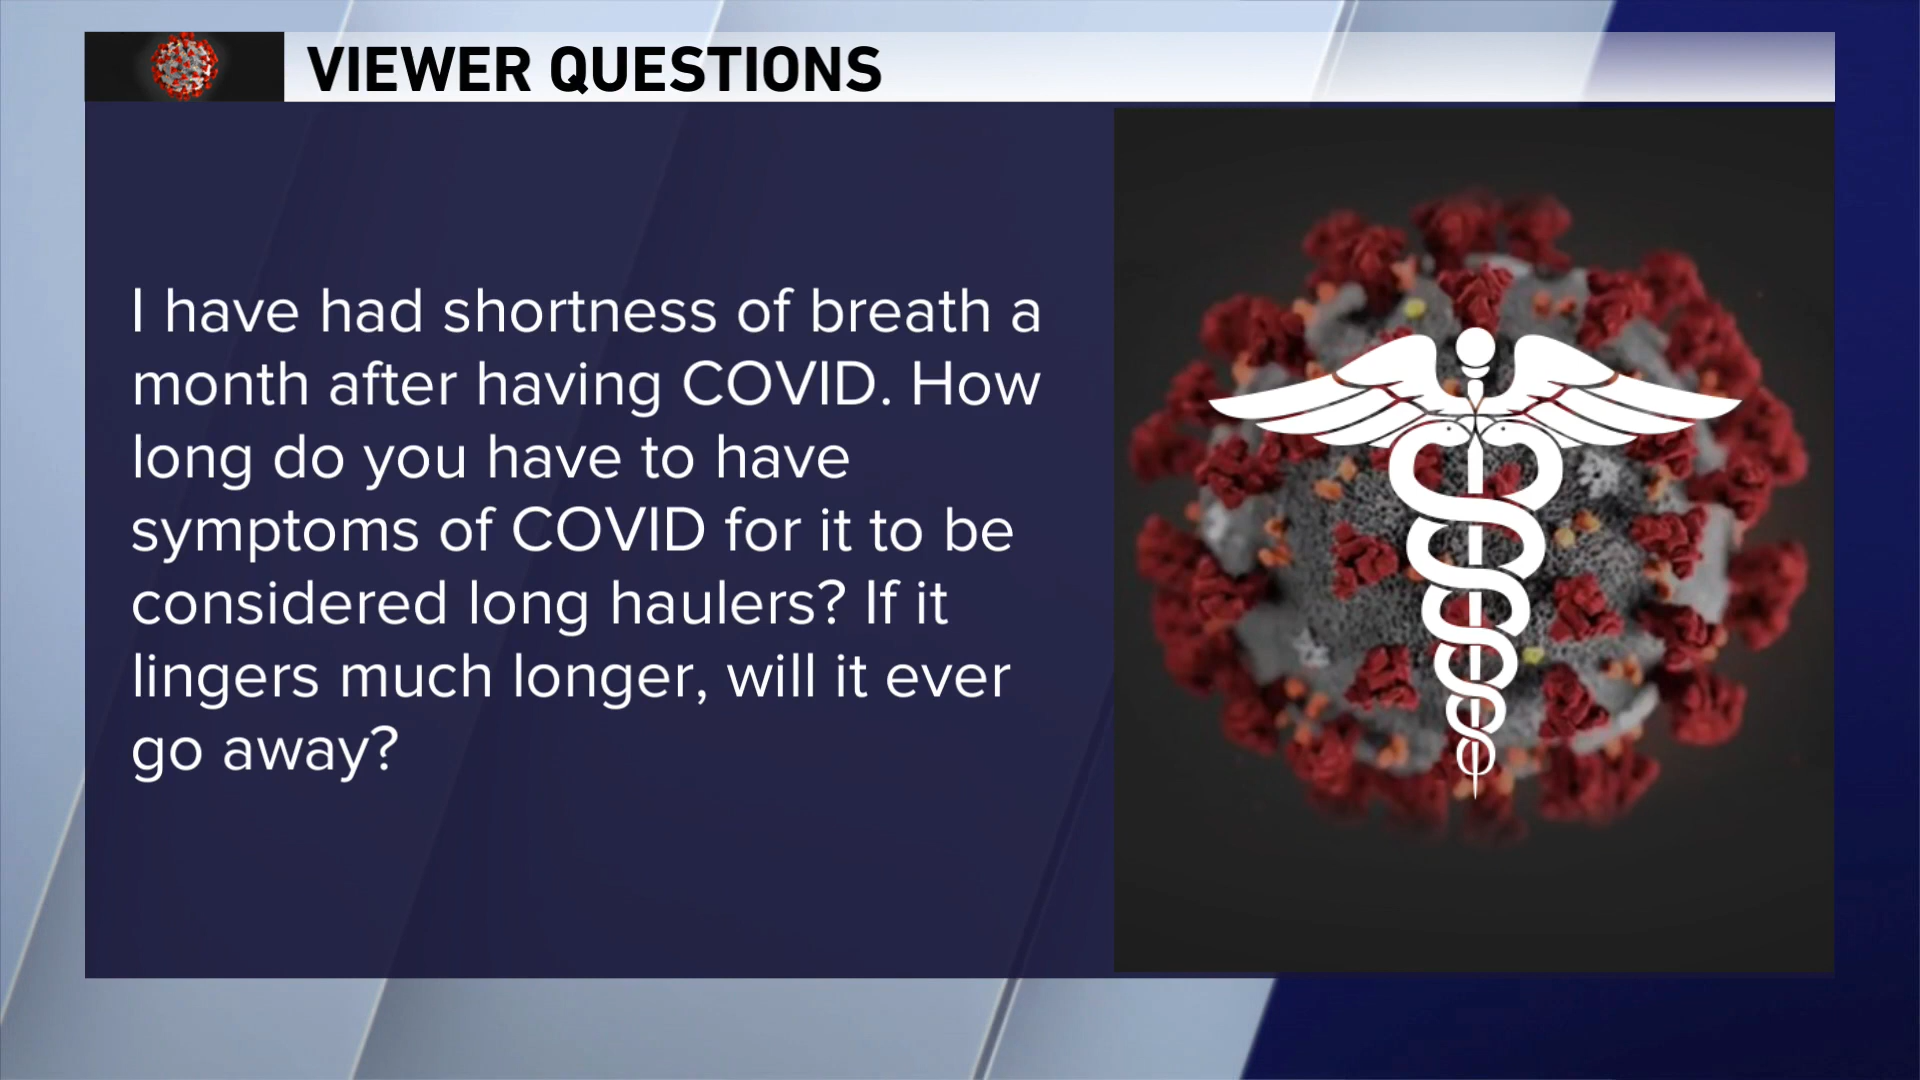 VIEWER QUESTIONS
I have had shortness of breath a
month after having COVID. How
long do you have to have
symptoms of COVID for it to be
considered long haulers? If it
lingers much longer, will it ever
go away?